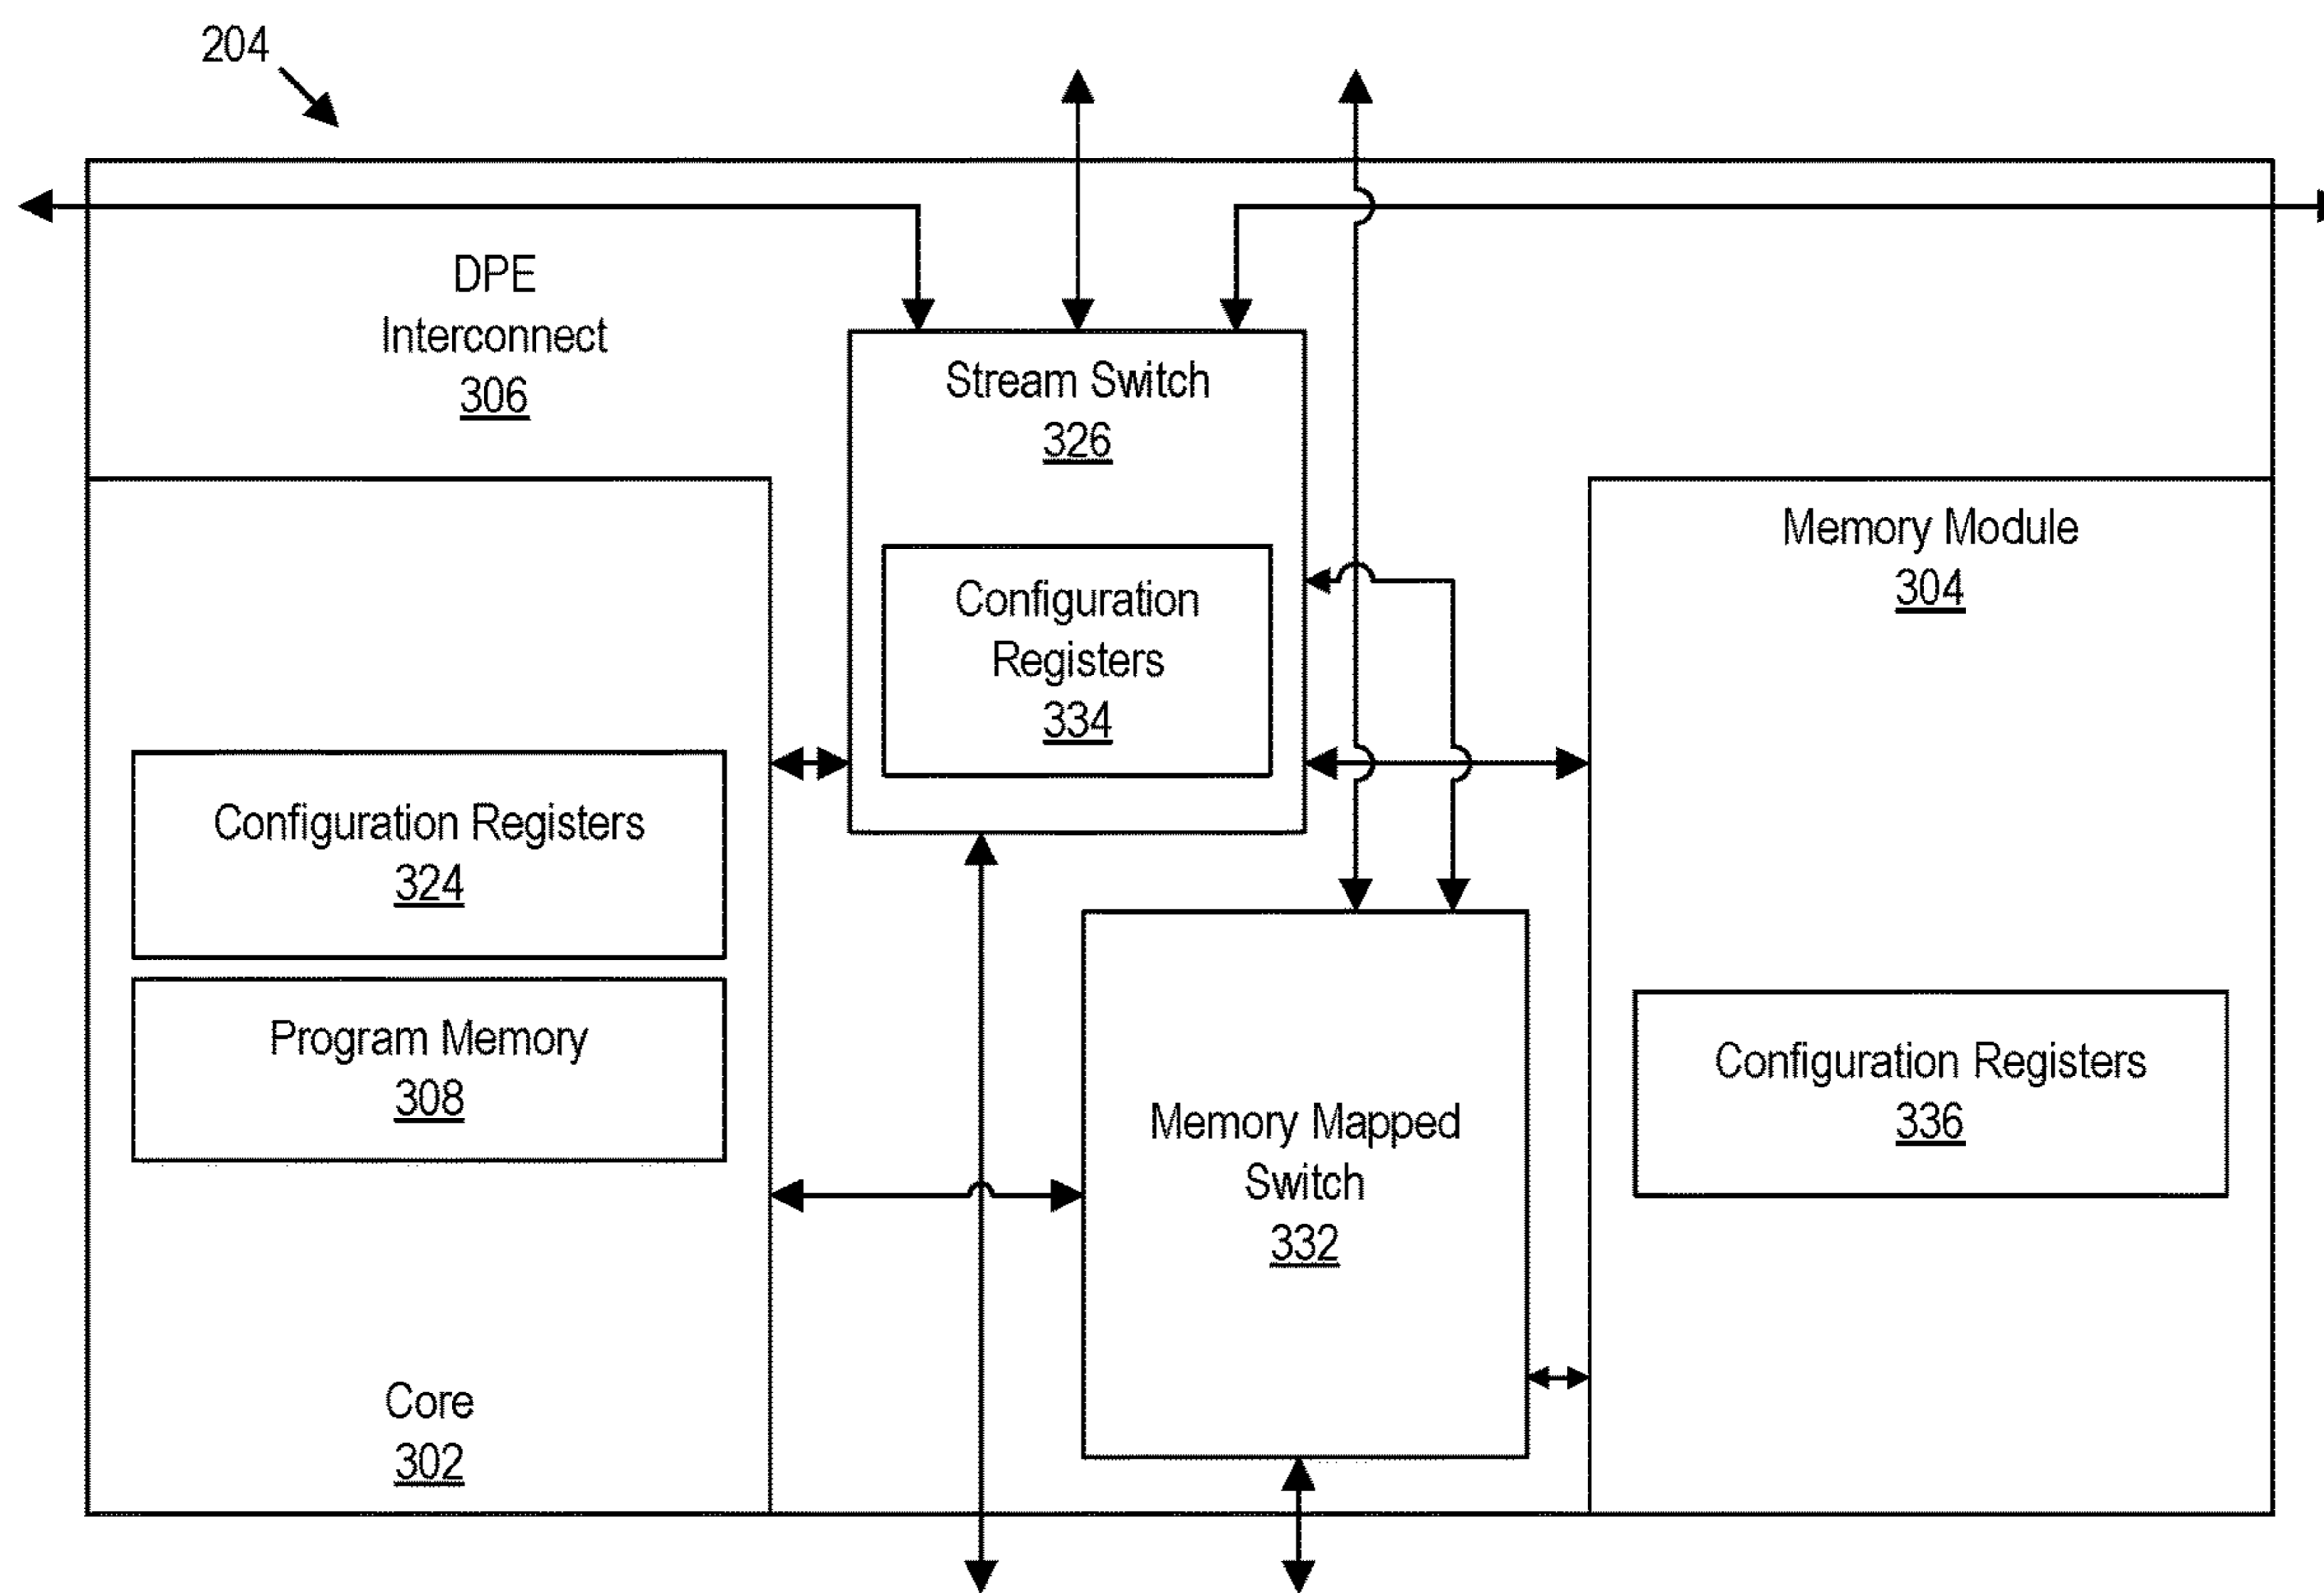 204
DPE
Interconnect
306
Stream Switch
326
Configuration
Registers
334
Memory Module
304
Configuration Registers
324
Program Memory
308
Core
302
Memory Mapped
Switch
332
Configuration Registers
336